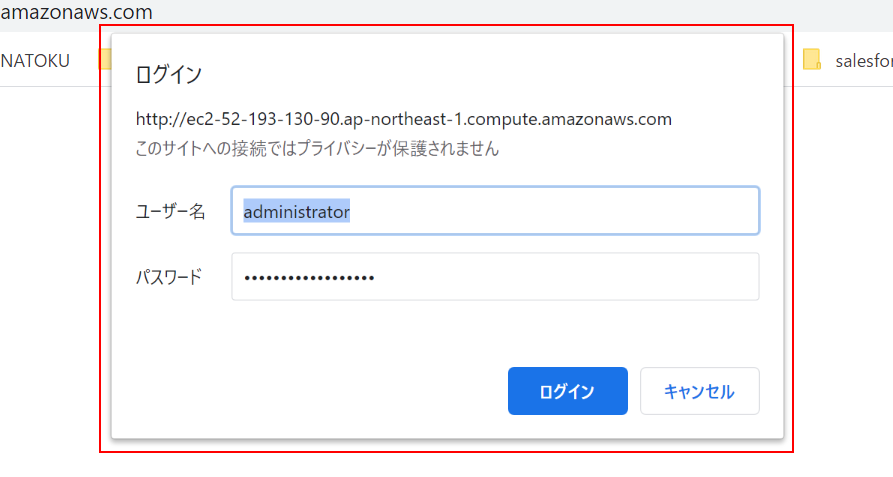 amazonaws.com
NATOKU
ログイン
http://ec2-52-193-130-90.ap-northeast-1.compute.amazonaws.com
このサイトへの接続ではプライバシーが保護されません
ユーザー名 administrator
パスワード ••••••••••••••••••
ログイン キャンセル
salesfor